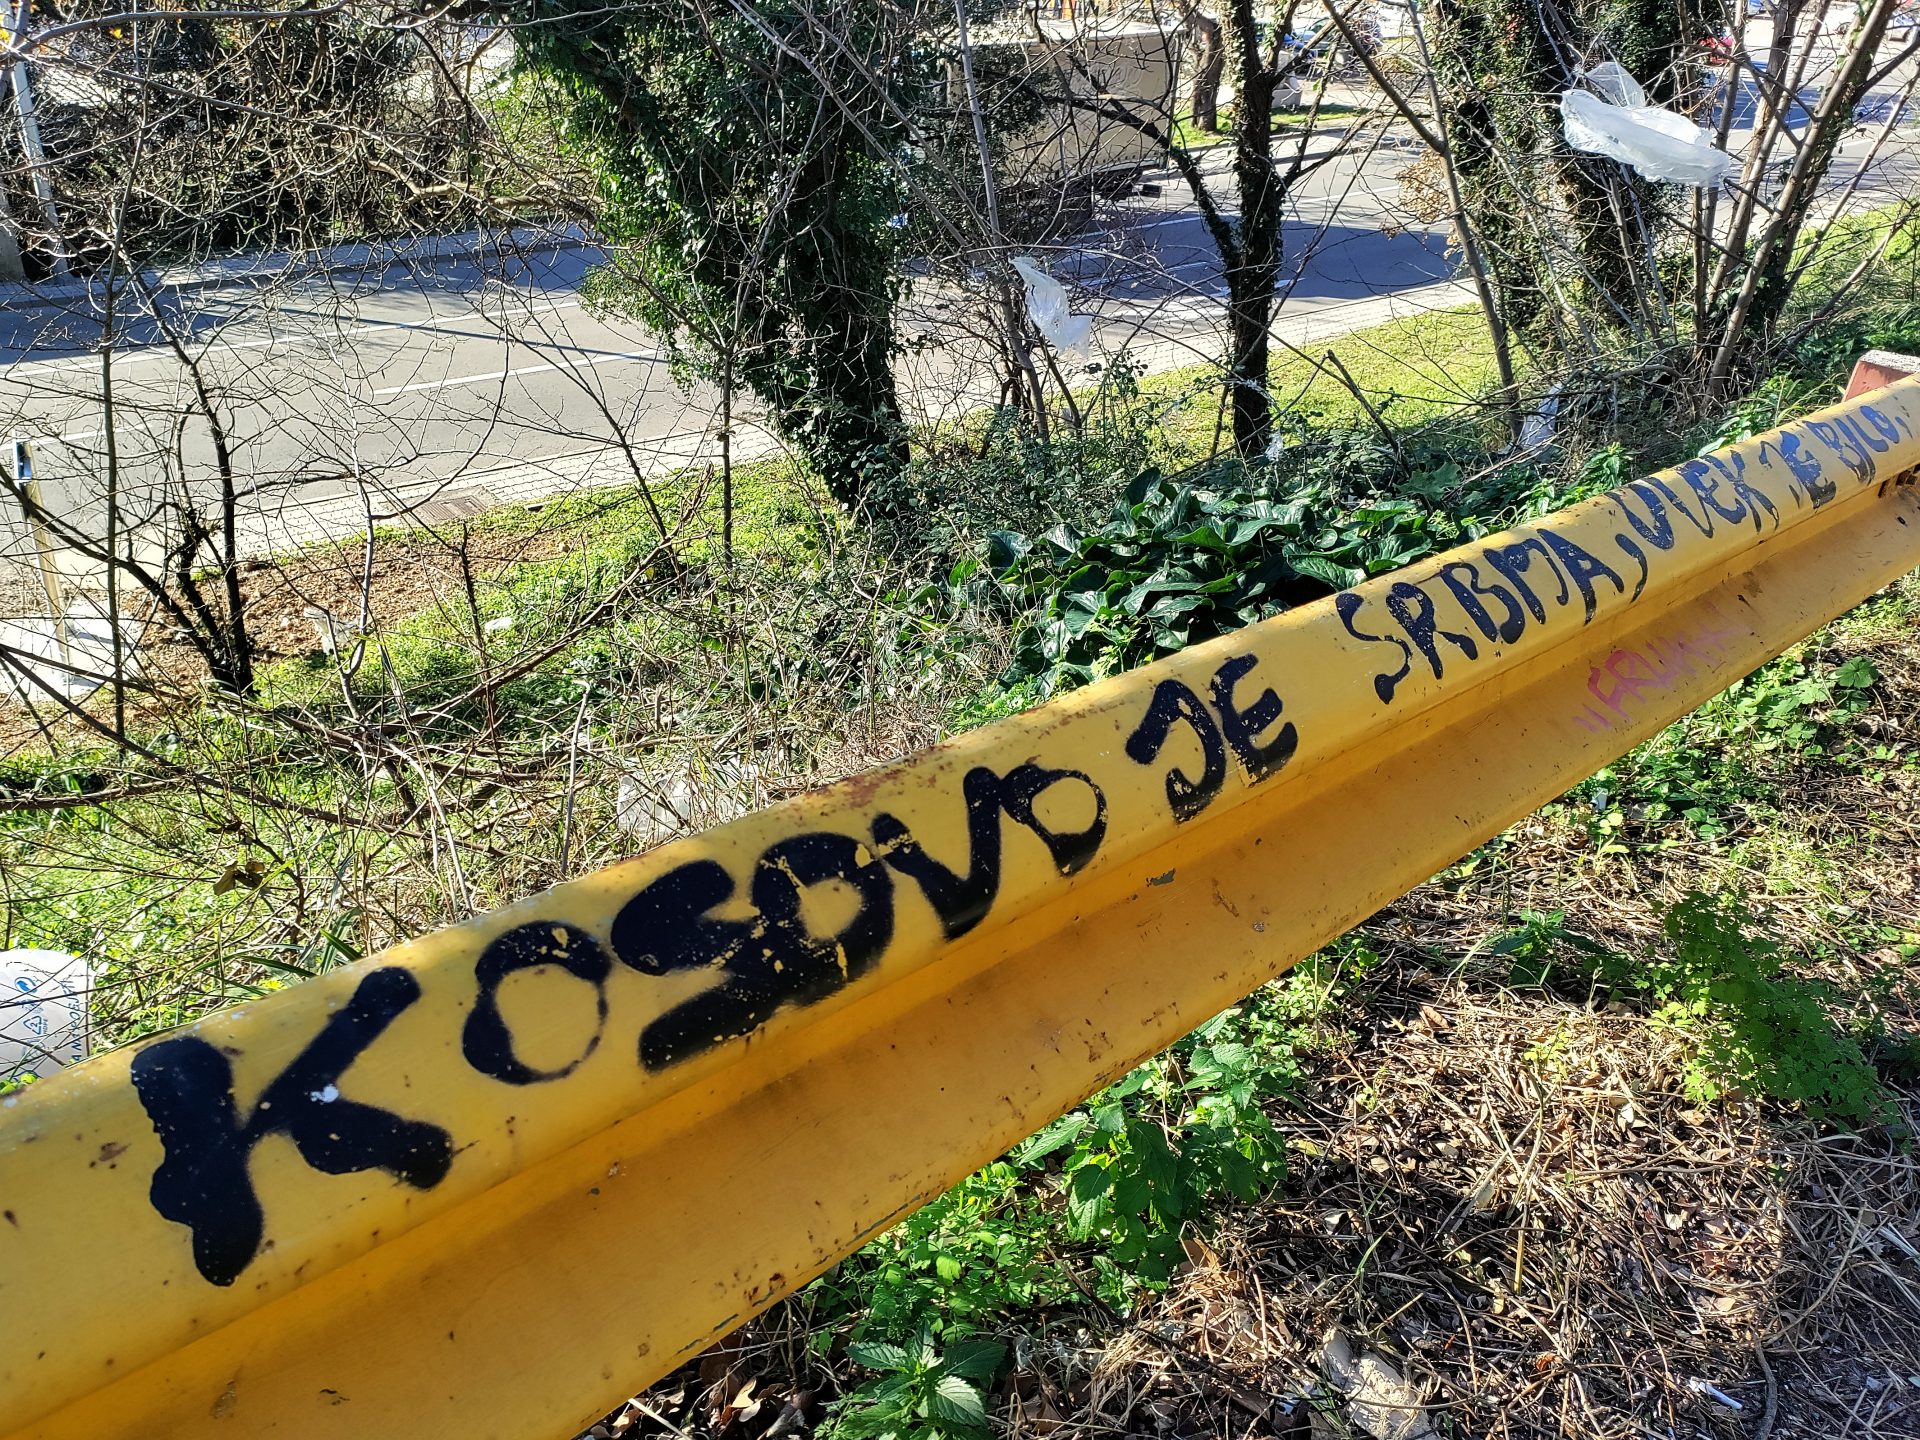 KOSOVO JE SRBIJA, UVEK JE BILO,